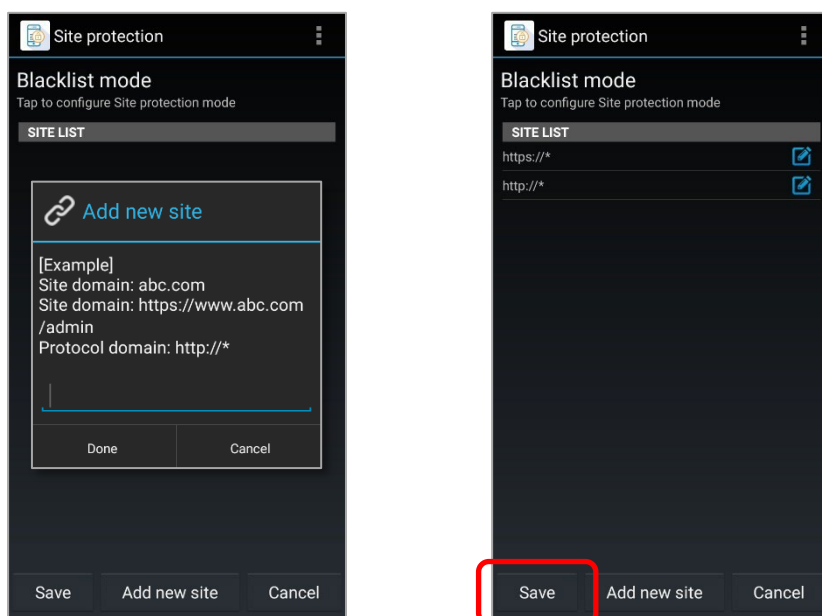 Site protection
Blacklist mode
Tap to configure Site protection mode
SITE LIST
Add new site
[Example]
Site domain: abc.com
Site domain: https://www.abc.com
/admin
Protocol domain: http://*
Done
Cancel
Save
Add new site
Cancel
Site protection
Blacklist mode
Tap to configure Site protection mode
SITE LIST
https://*
http://*
Save
Add new site
Cancel